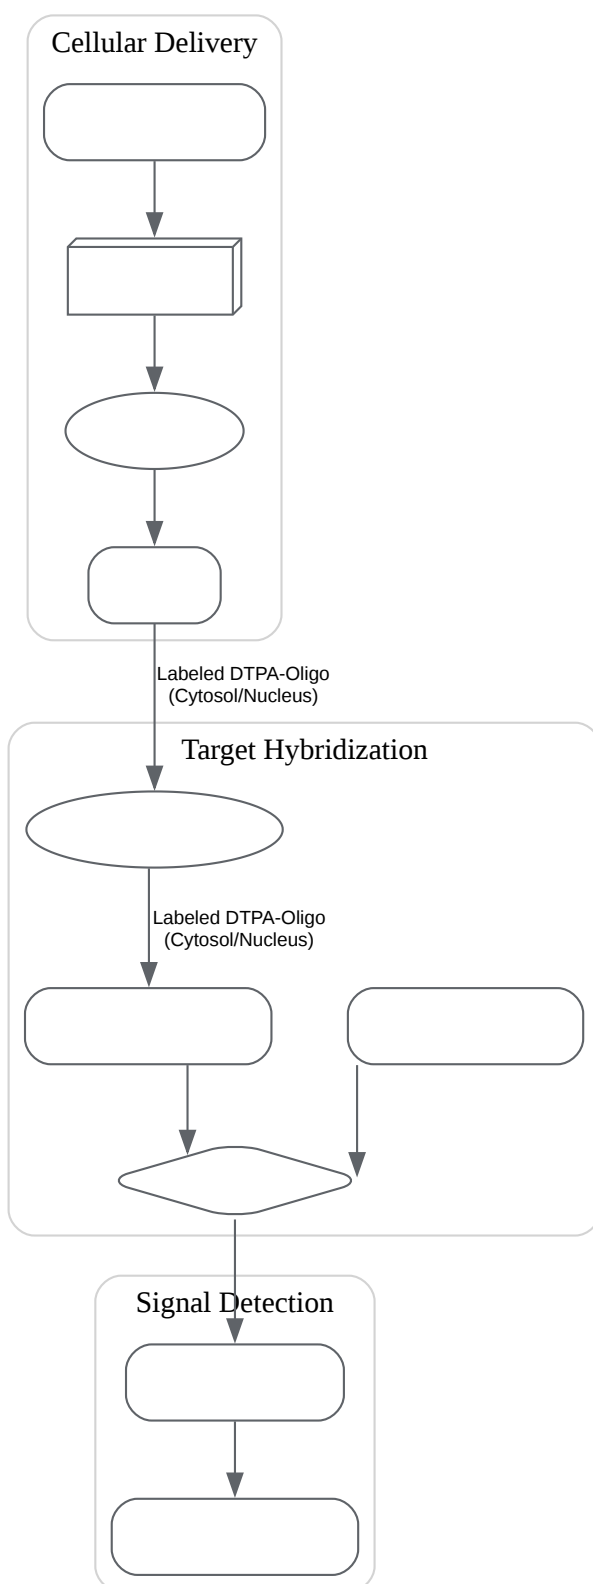 Cellular Delivery
Labeled DTPA-Oligo
(Cytosol/Nucleus)
Target Hybridization
Labeled DTPA-Oligo
(Cytosol/Nucleus)
Signal Detection